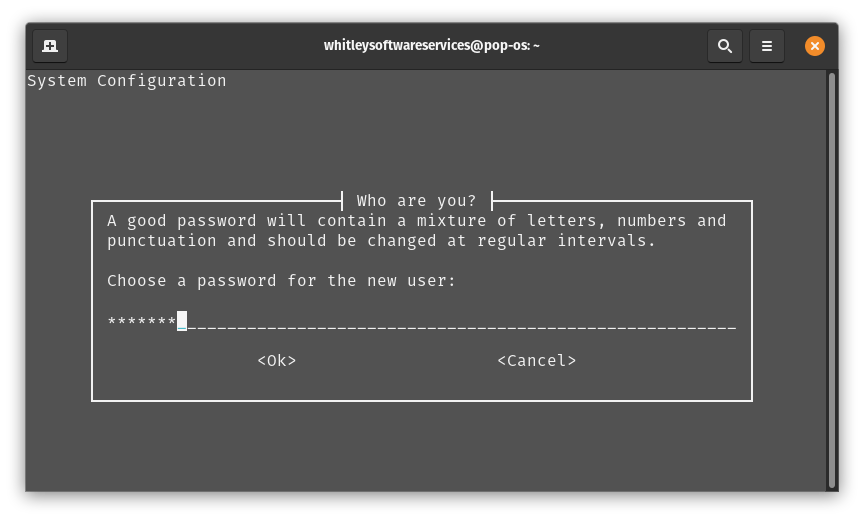 whitleysoftwareservices@pop-os: ~
System Configuration
Who are you?
A good password will contain a mixture of letters, numbers and
punctuation and should be changed at regular intervals.
Choose a password for the new user:
*******_______________________________________________________
<Ok> <Cancel>